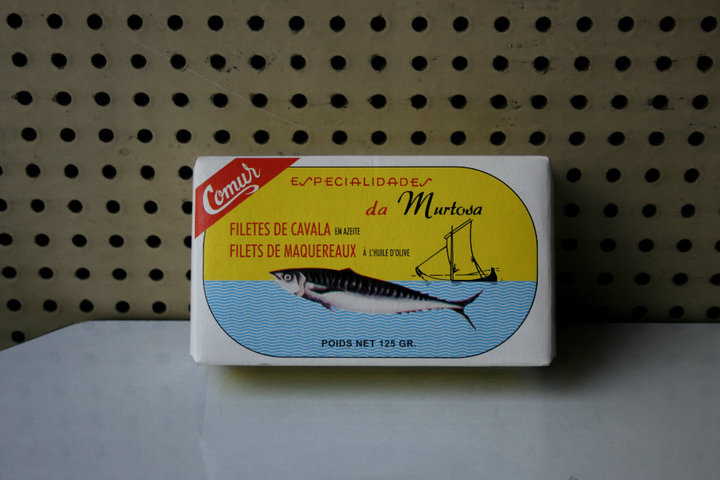 Comur
ESPECIALIDADES
da Murtosa
FILETES DE CAVALA EM AZEITE
FILETS DE MAQUEREAUX À L'HUILE D'OLIVE
POIDS NET 125 GR.